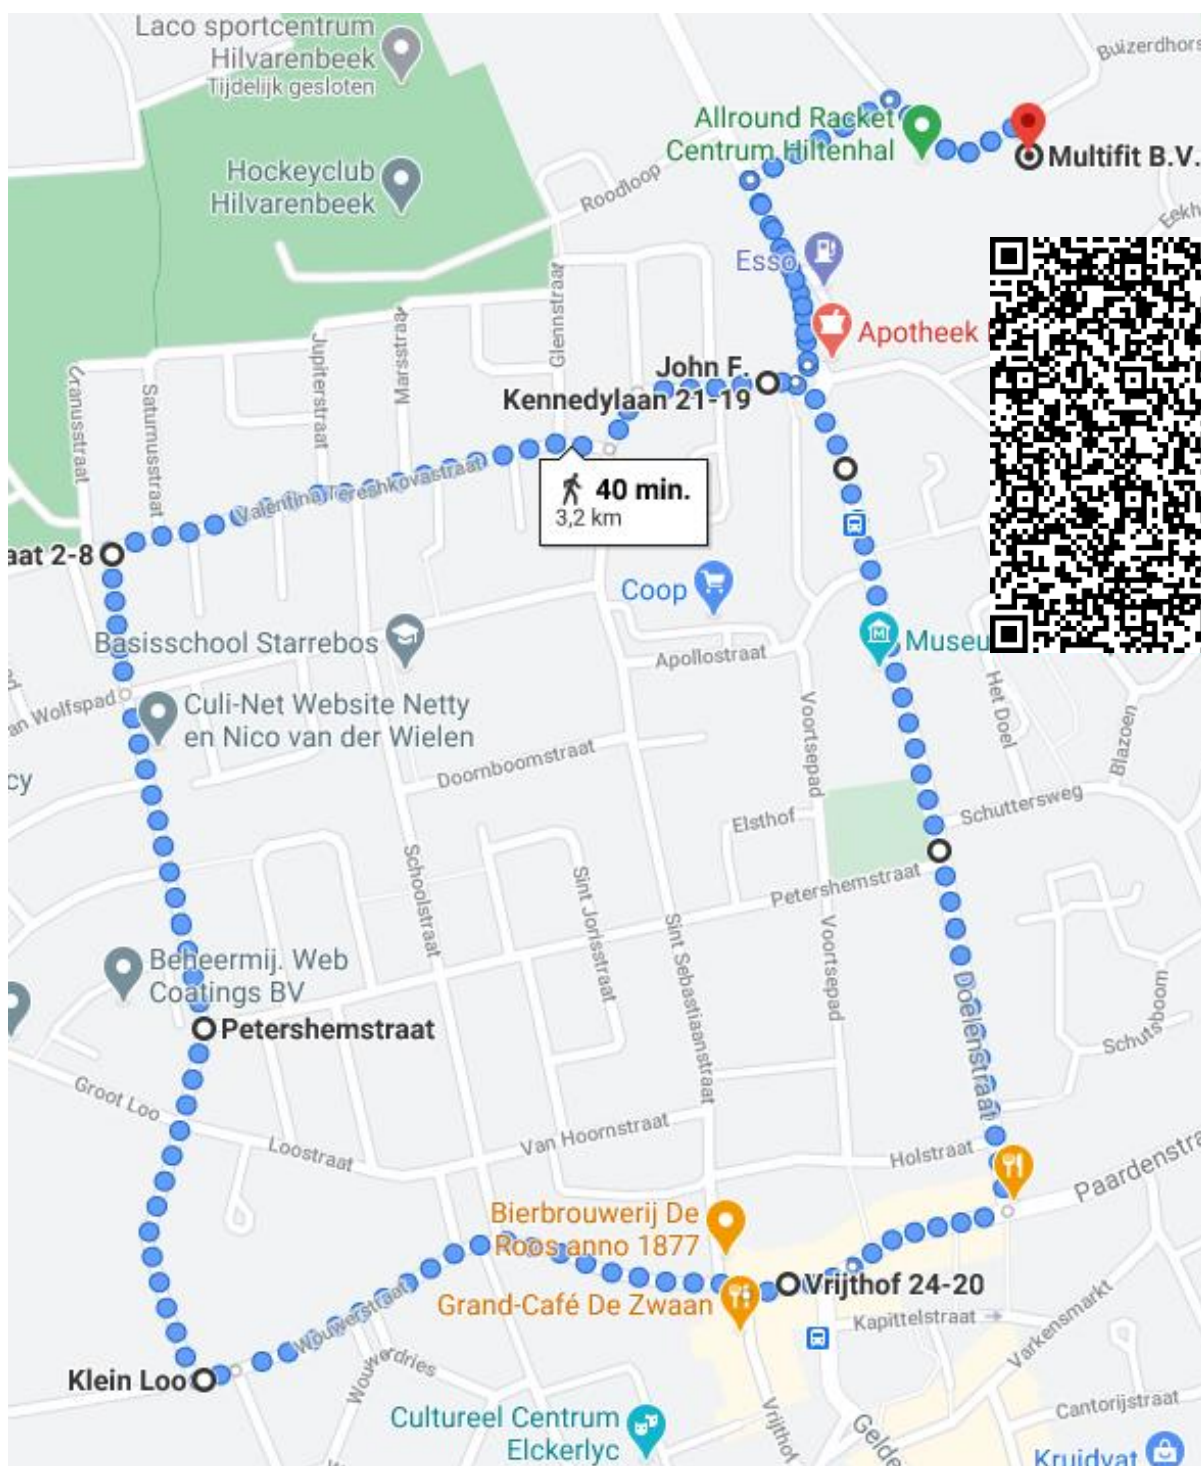 Laco sportcentrum
Hilvarenbeek
Tijdelijk gesloten
Buizerdhors
Allround Racket
Centrum Hiltenhal
Multifit B.V.
Hockeyclub
Hilvarenbeek
Roodloop
Eekh
Esso
Glennstraat
Apotheek
Marsstraat
Jupiterstraat
John F.
Kennedylaan 21-19
Uranusstraat
Saturnusstraat
Valentina Tereshkovastraat
40 min.
3,2 km
aat 2-8
Coop
Basisschool Starrebos
Museu
Apollostraat
an Wolfspad
Culi-Net Website Netty
en Nico van der Wielen
Voortsepad
Het Doel
Blazoen
Doornboomstraat
cy
Elsthof
Schuttersweg
Schoolstraat
Sint Jorisstraat
Petershemstraat
Sint Sebastiaanstraat
Voortsepad
Beheermij. Web
Coatings BV
Doelenstraat
Schutsboom
Petershemstraat
Groot Loo
Loostraat
Van Hoornstraat
Holstraat
Paardenstra
Bierbrouwerij De
Roos anno 1877
Vrijthof 24-20
Grand-Café De Zwaan
Kapittelstraat
Wouwerstraat
Wouwerdries
Varkensmarkt
Klein Loo
Cultureel Centrum
Elckerlyc
Vrijthof
Gelde
Cantorijstraat
Kruidvat